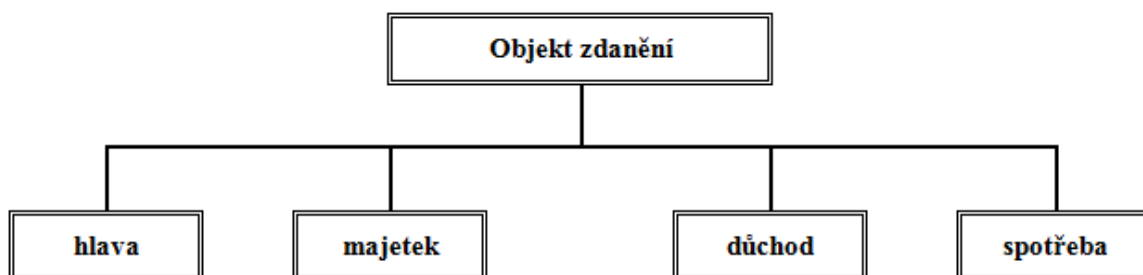 Objekt zdanění
hlava
majetek
důchod
spotřeba